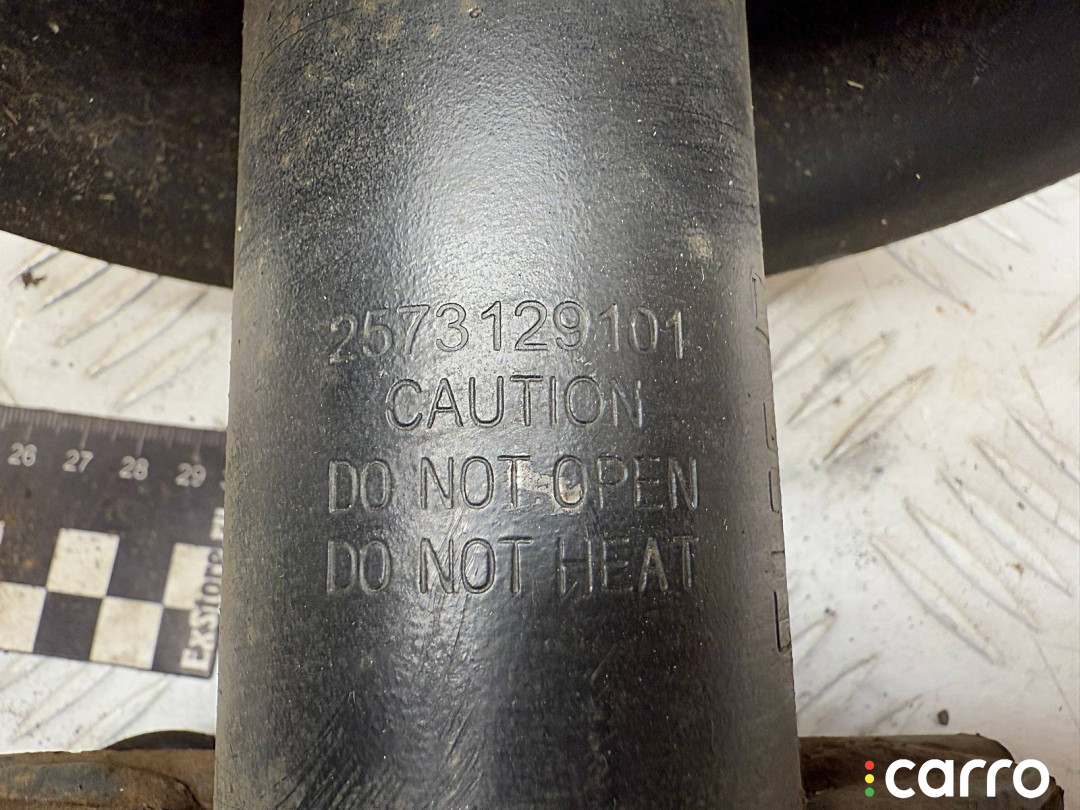 2573129101
CAUTION
DO NOT OPEN
DO NOT HEAT
26 27 28 29
carro